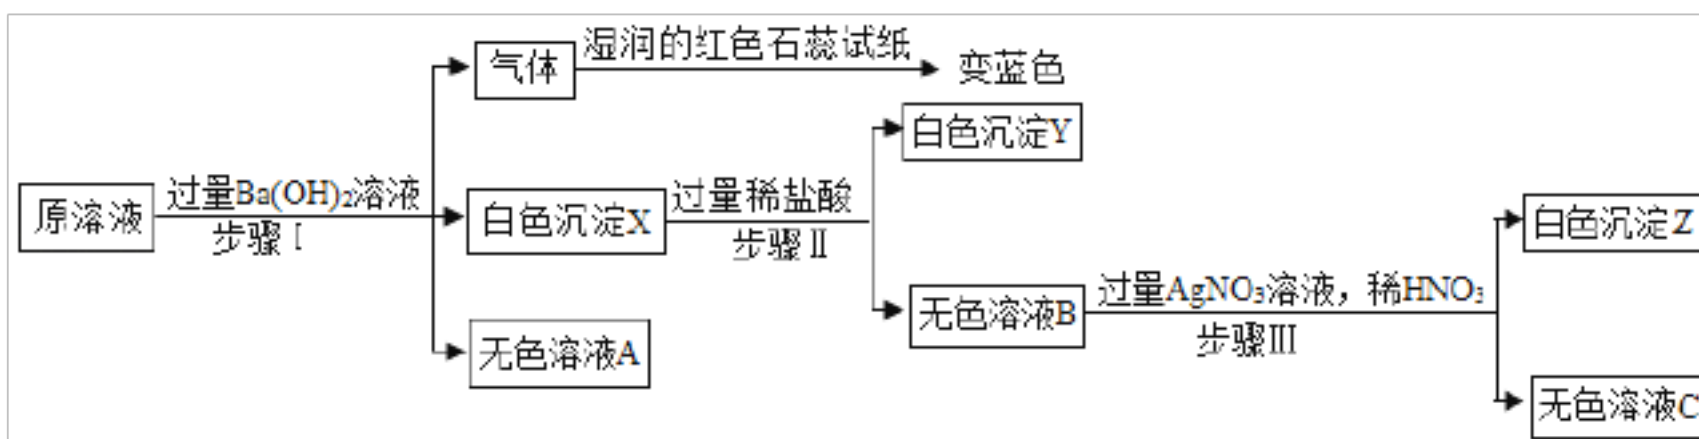 湿润的红色石蕊试纸
气体
变蓝色
白色沉淀Y
过量Ba(OH)₂溶液
过量稀盐酸
原溶液
白色沉淀X
白色沉淀Z
步骤Ⅰ
步骤Ⅱ
过量AgNO₃溶液，稀HNO₃
无色溶液B
步骤Ⅲ
无色溶液A
无色溶液C